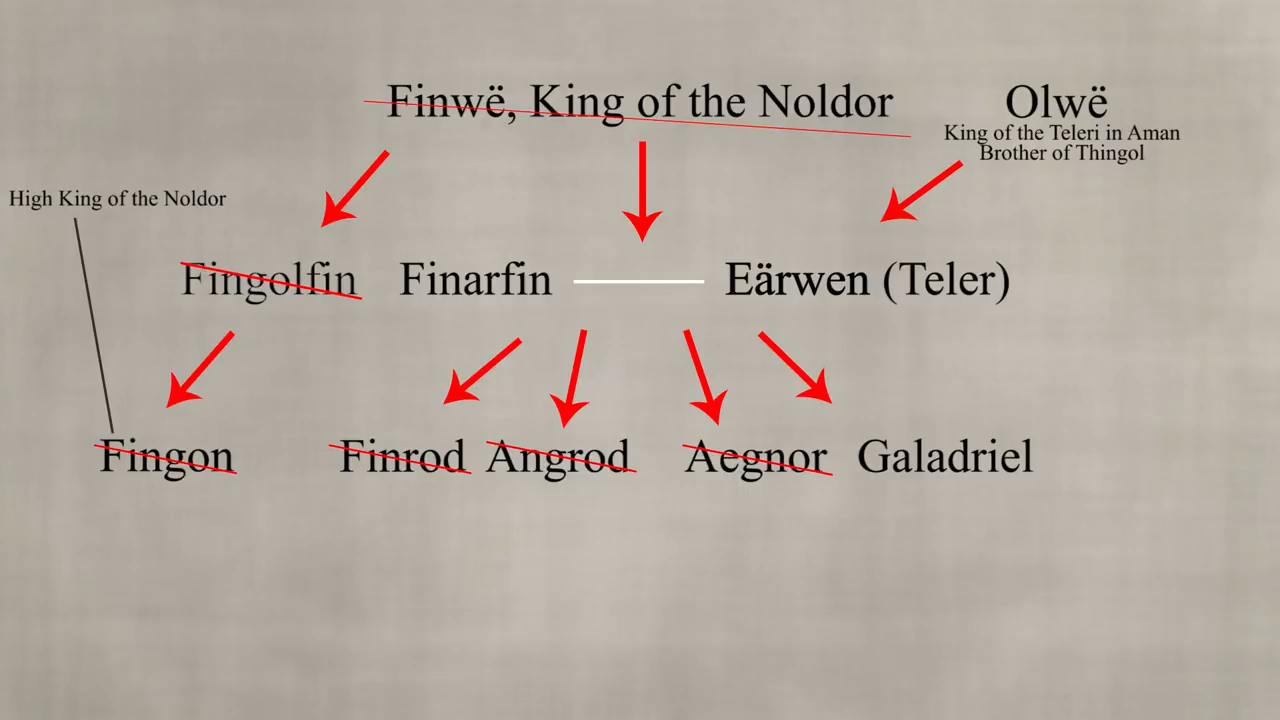 Finwë, King of the Noldor
Olwë
King of the Teleri in Aman
Brother of Thingol
High King of the Noldor
Fingolfin
Finarfin
Eärwen (Teler)
Fingon
Finrod
Angrod
Aegnor
Galadriel